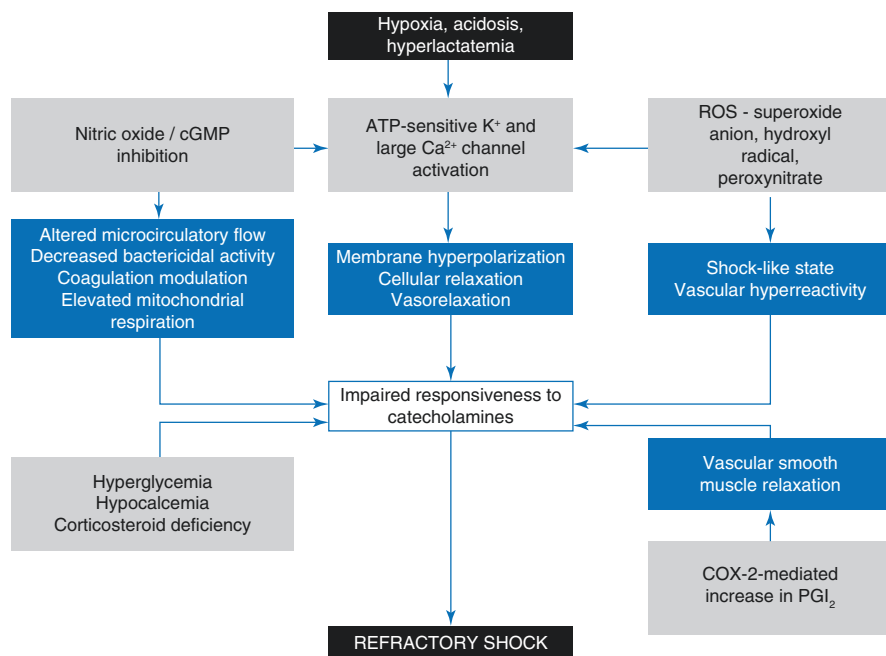 Hypoxia, acidosis,
hyperlactatemia
Nitric oxide / cGMP
inhibition
ATP-sensitive K⁺ and
large Ca²⁺ channel
activation
ROS - superoxide
anion, hydroxyl
radical,
peroxynitrate
Altered microcirculatory flow
Decreased bactericidal activity
Coagulation modulation
Elevated mitochondrial
respiration
Membrane hyperpolarization
Cellular relaxation
Vasorelaxation
Shock-like state
Vascular hyperreactivity
Impaired responsiveness to
catecholamines
Hyperglycemia
Hypocalcemia
Corticosteroid deficiency
Vascular smooth
muscle relaxation
COX-2-mediated
increase in PGI₂
REFRACTORY SHOCK